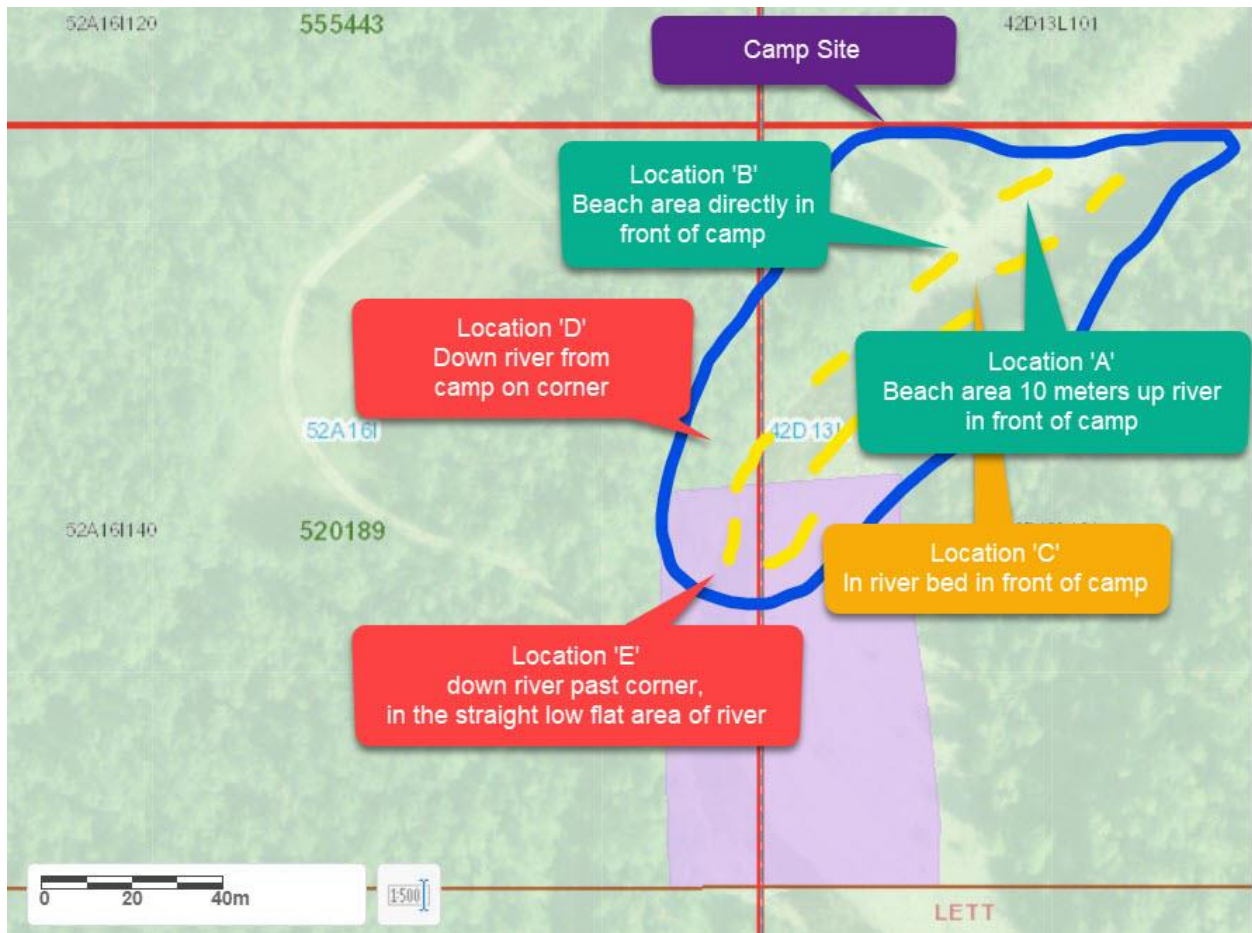 52A16I120
555443
42D13L101
Camp Site
Location 'B'
Beach area directly in
front of camp
Location 'D'
Down river from
camp on corner
Location 'A'
Beach area 10 meters up river
in front of camp
52A16I
42D13
52A16I140
520189
Location 'C'
In river bed in front of camp
Location 'E'
down river past corner,
in the straight low flat area of river
0 20 40m
1:500
LETT